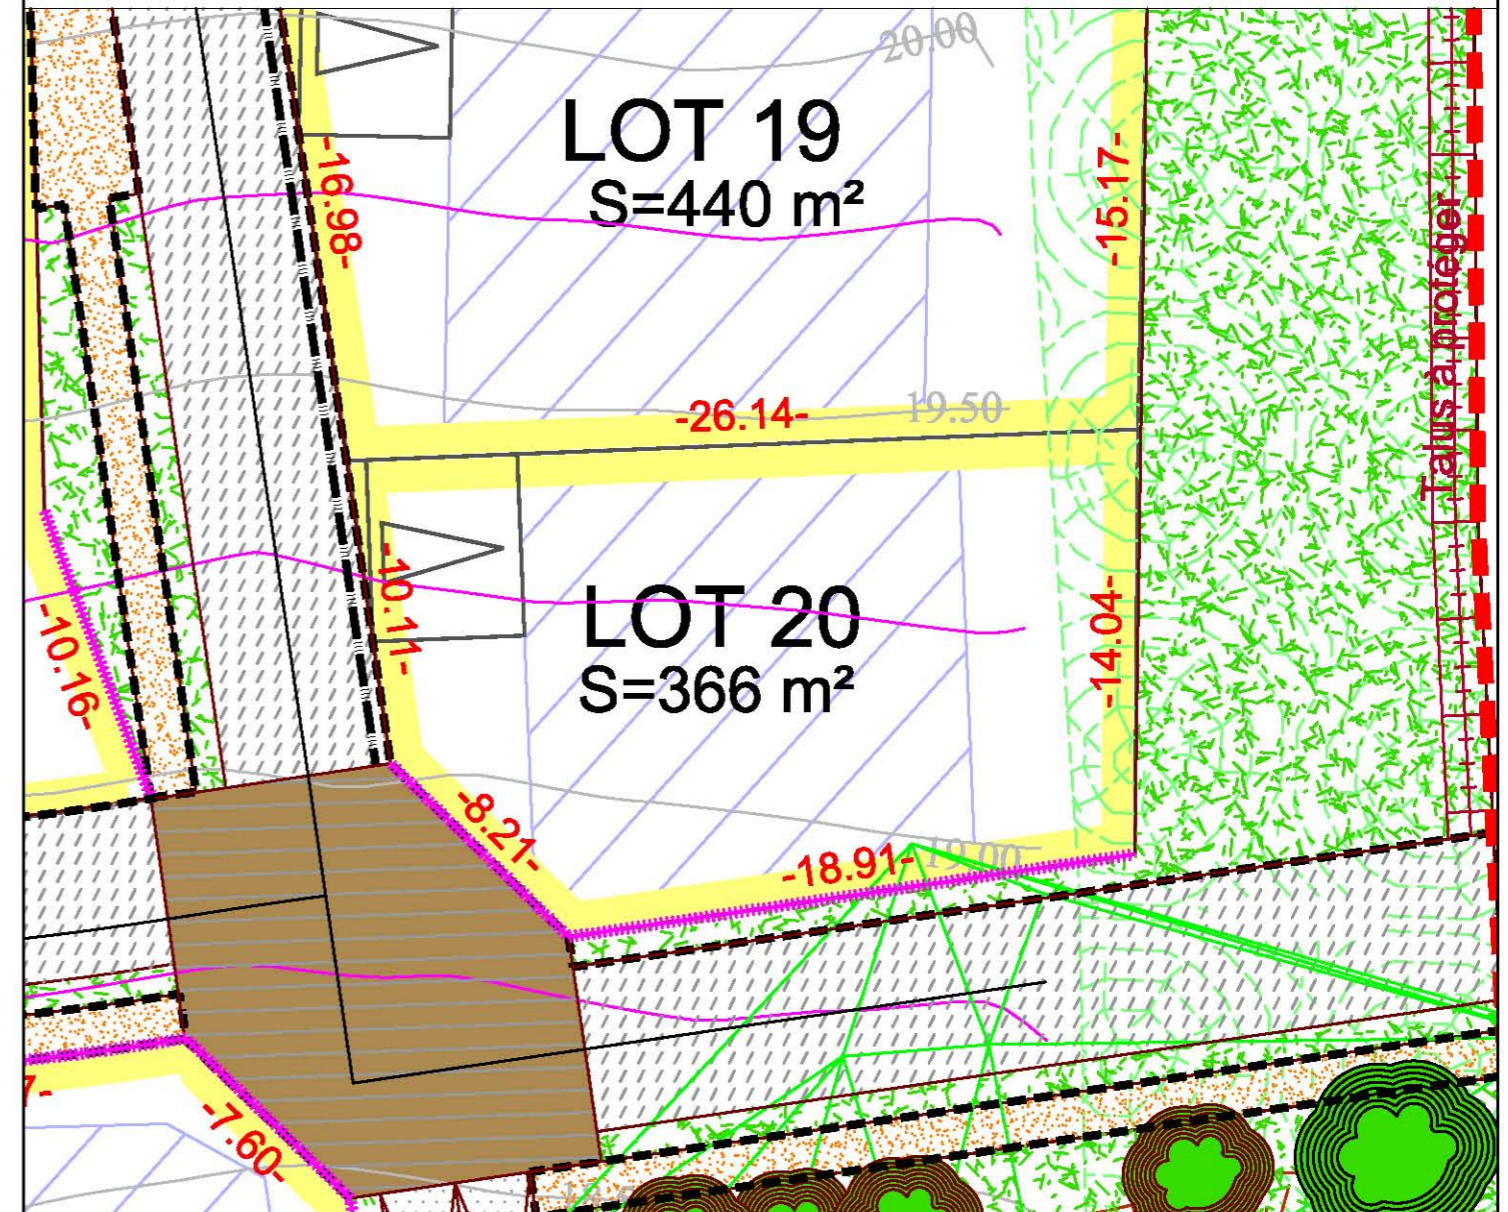 20.00
LOT 19
S=440 m²
-16.98-
-15.17-
Talus à protéger
-26.14-
19.50
-10.11-
LOT 20
S=366 m²
-14.04-
-10.16-
-8.21-
-18.91-
19.00
7-
-7.60-